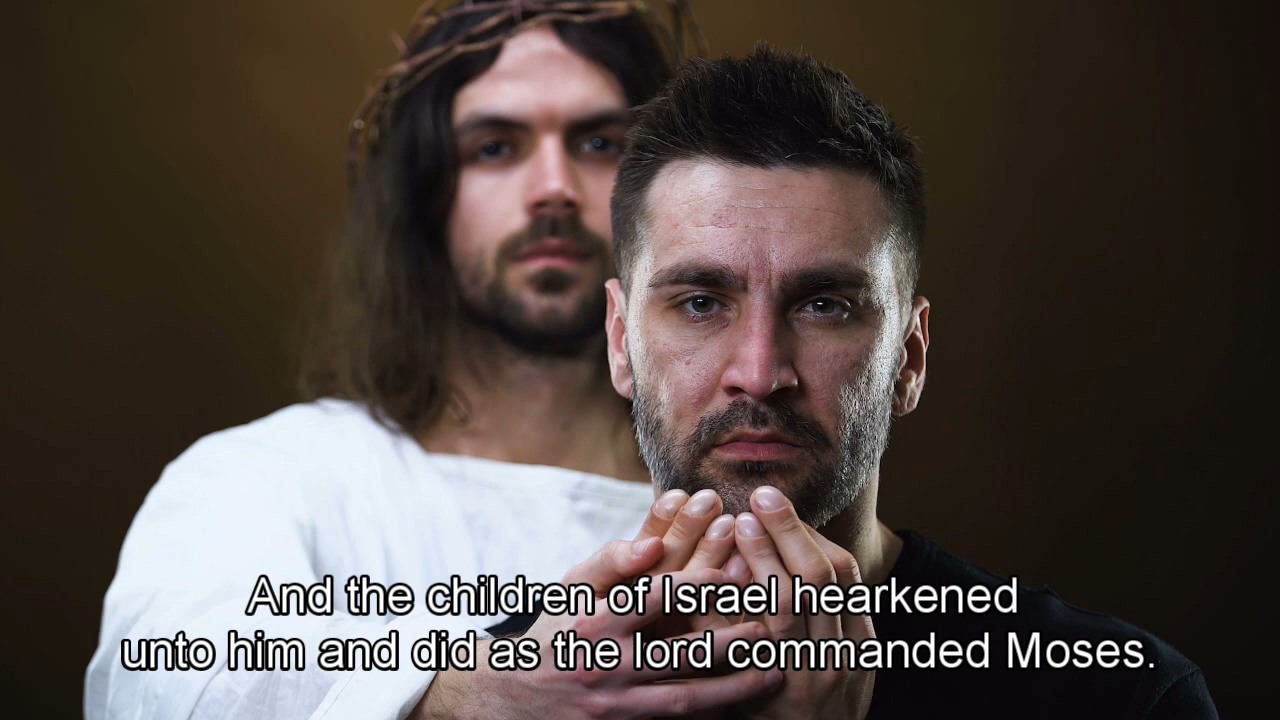 And the children of Israel hearkened
unto him and did as the lord commanded Moses.